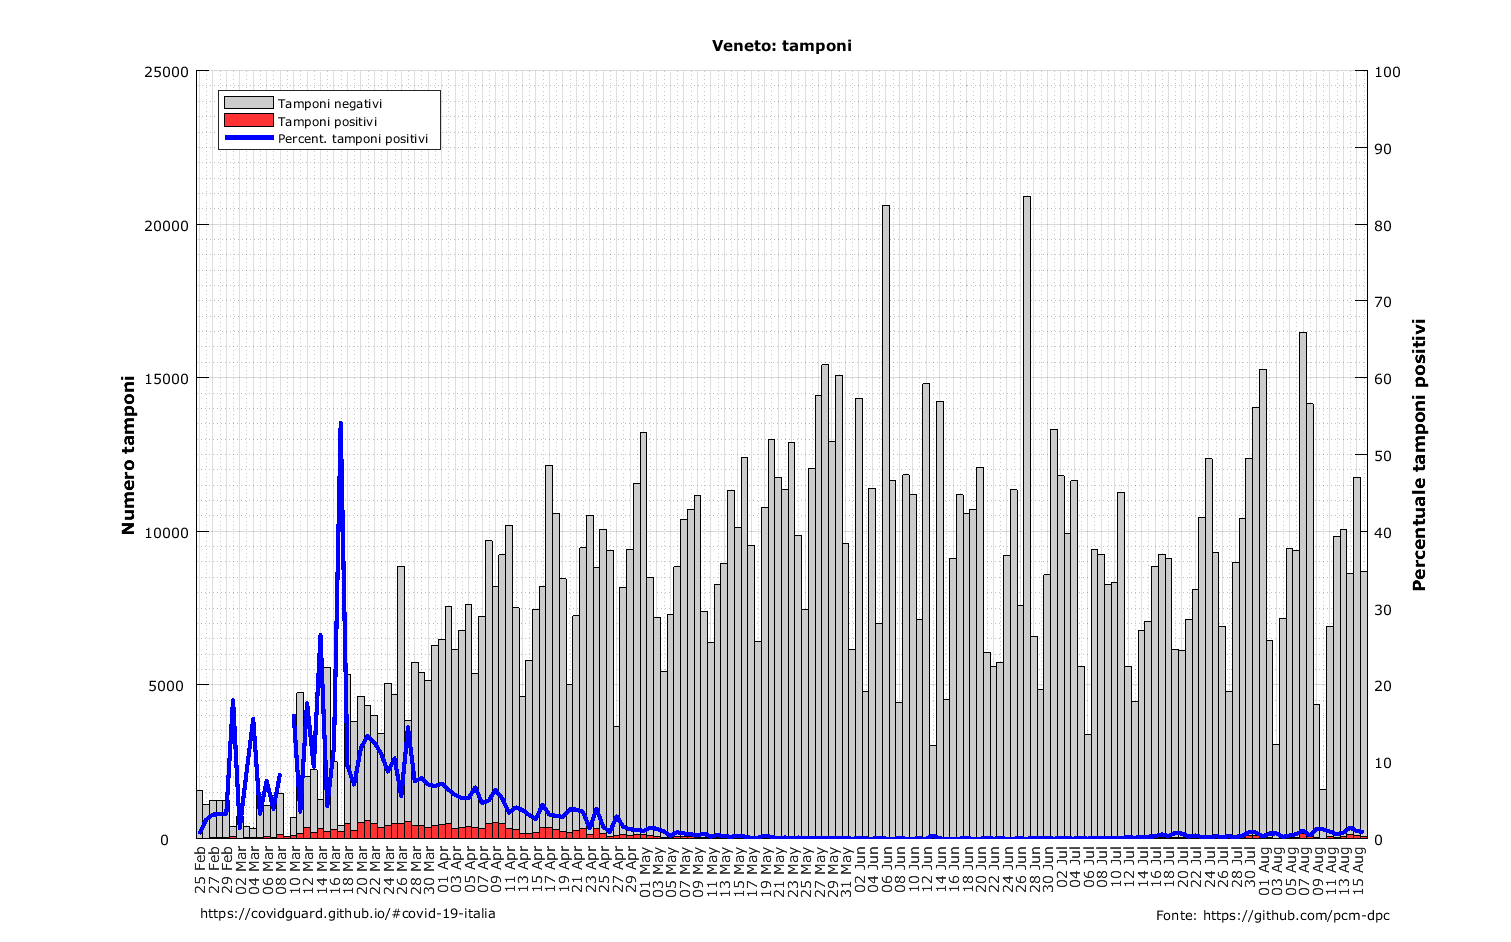 Veneto: tamponi
25000
20000
15000
10000
5000
0
Numero tamponi
Tamponi negativi
Tamponi positivi
Percent. tamponi positivi
100
90
80
70
60
50
40
30
20
10
0
Percentuale tamponi positivi
25 Feb
27 Feb
29 Feb
02 Mar
04 Mar
06 Mar
08 Mar
10 Mar
12 Mar
14 Mar
16 Mar
18 Mar
20 Mar
22 Mar
24 Mar
26 Mar
28 Mar
30 Mar
01 Apr
03 Apr
05 Apr
07 Apr
09 Apr
11 Apr
13 Apr
15 Apr
17 Apr
19 Apr
21 Apr
23 Apr
25 Apr
27 Apr
29 Apr
01 May
03 May
05 May
07 May
09 May
11 May
13 May
15 May
17 May
19 May
21 May
23 May
25 May
27 May
29 May
31 May
02 Jun
04 Jun
06 Jun
08 Jun
10 Jun
12 Jun
14 Jun
16 Jun
18 Jun
20 Jun
22 Jun
24 Jun
26 Jun
28 Jun
30 Jun
02 Jul
04 Jul
06 Jul
08 Jul
10 Jul
12 Jul
14 Jul
16 Jul
18 Jul
20 Jul
22 Jul
24 Jul
26 Jul
28 Jul
30 Jul
01 Aug
03 Aug
05 Aug
07 Aug
09 Aug
11 Aug
13 Aug
15 Aug
https://covidguard.github.io/#covid-19-italia
Fonte: https://github.com/pcm-dpc